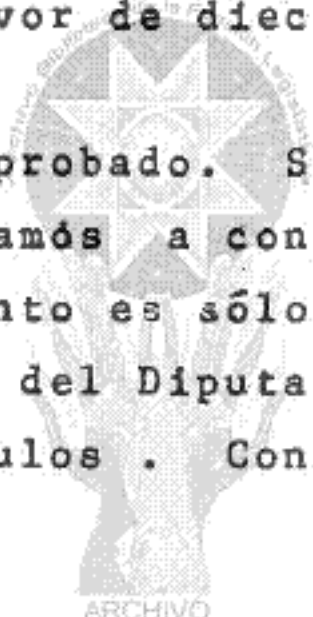 vor de diec
probado. S
amós a con
nto es sólo
del Diputa
ulos . Con
ARCHIVO